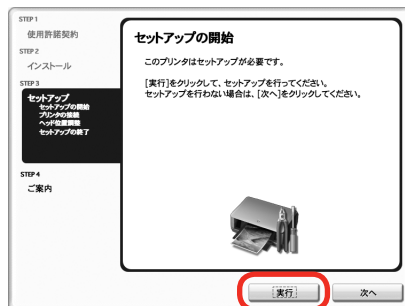 STEP 1
使用許諾契約
STEP 2
インストール
STEP 3
セットアップ
セットアップの開始
プリンタの接続
ヘッド位置調整
セットアップの終了
STEP 4
ご案内
セットアップの開始
このプリンタはセットアップが必要です。
[実行]をクリックして、セットアップを行ってください。
セットアップを行わない場合は、[次へ]をクリックしてください。
実行
次へ